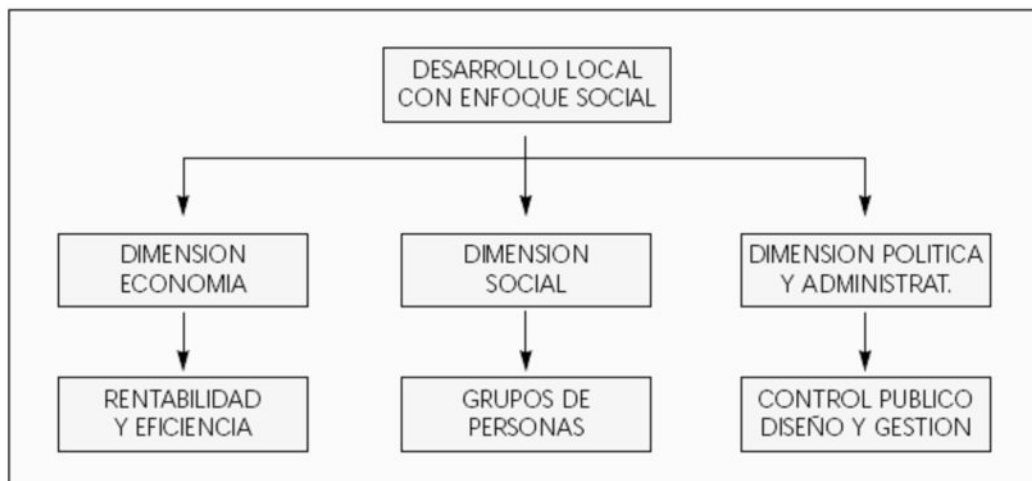 DESARROLLO LOCAL
CON ENFOQUE SOCIAL
DIMENSION
ECONOMIA
DIMENSION
SOCIAL
DIMENSION POLITICA
Y ADMINISTRAT.
RENTABILIDAD
Y EFICIENCIA
GRUPOS DE
PERSONAS
CONTROL PUBLICO
DISEÑO Y GESTION